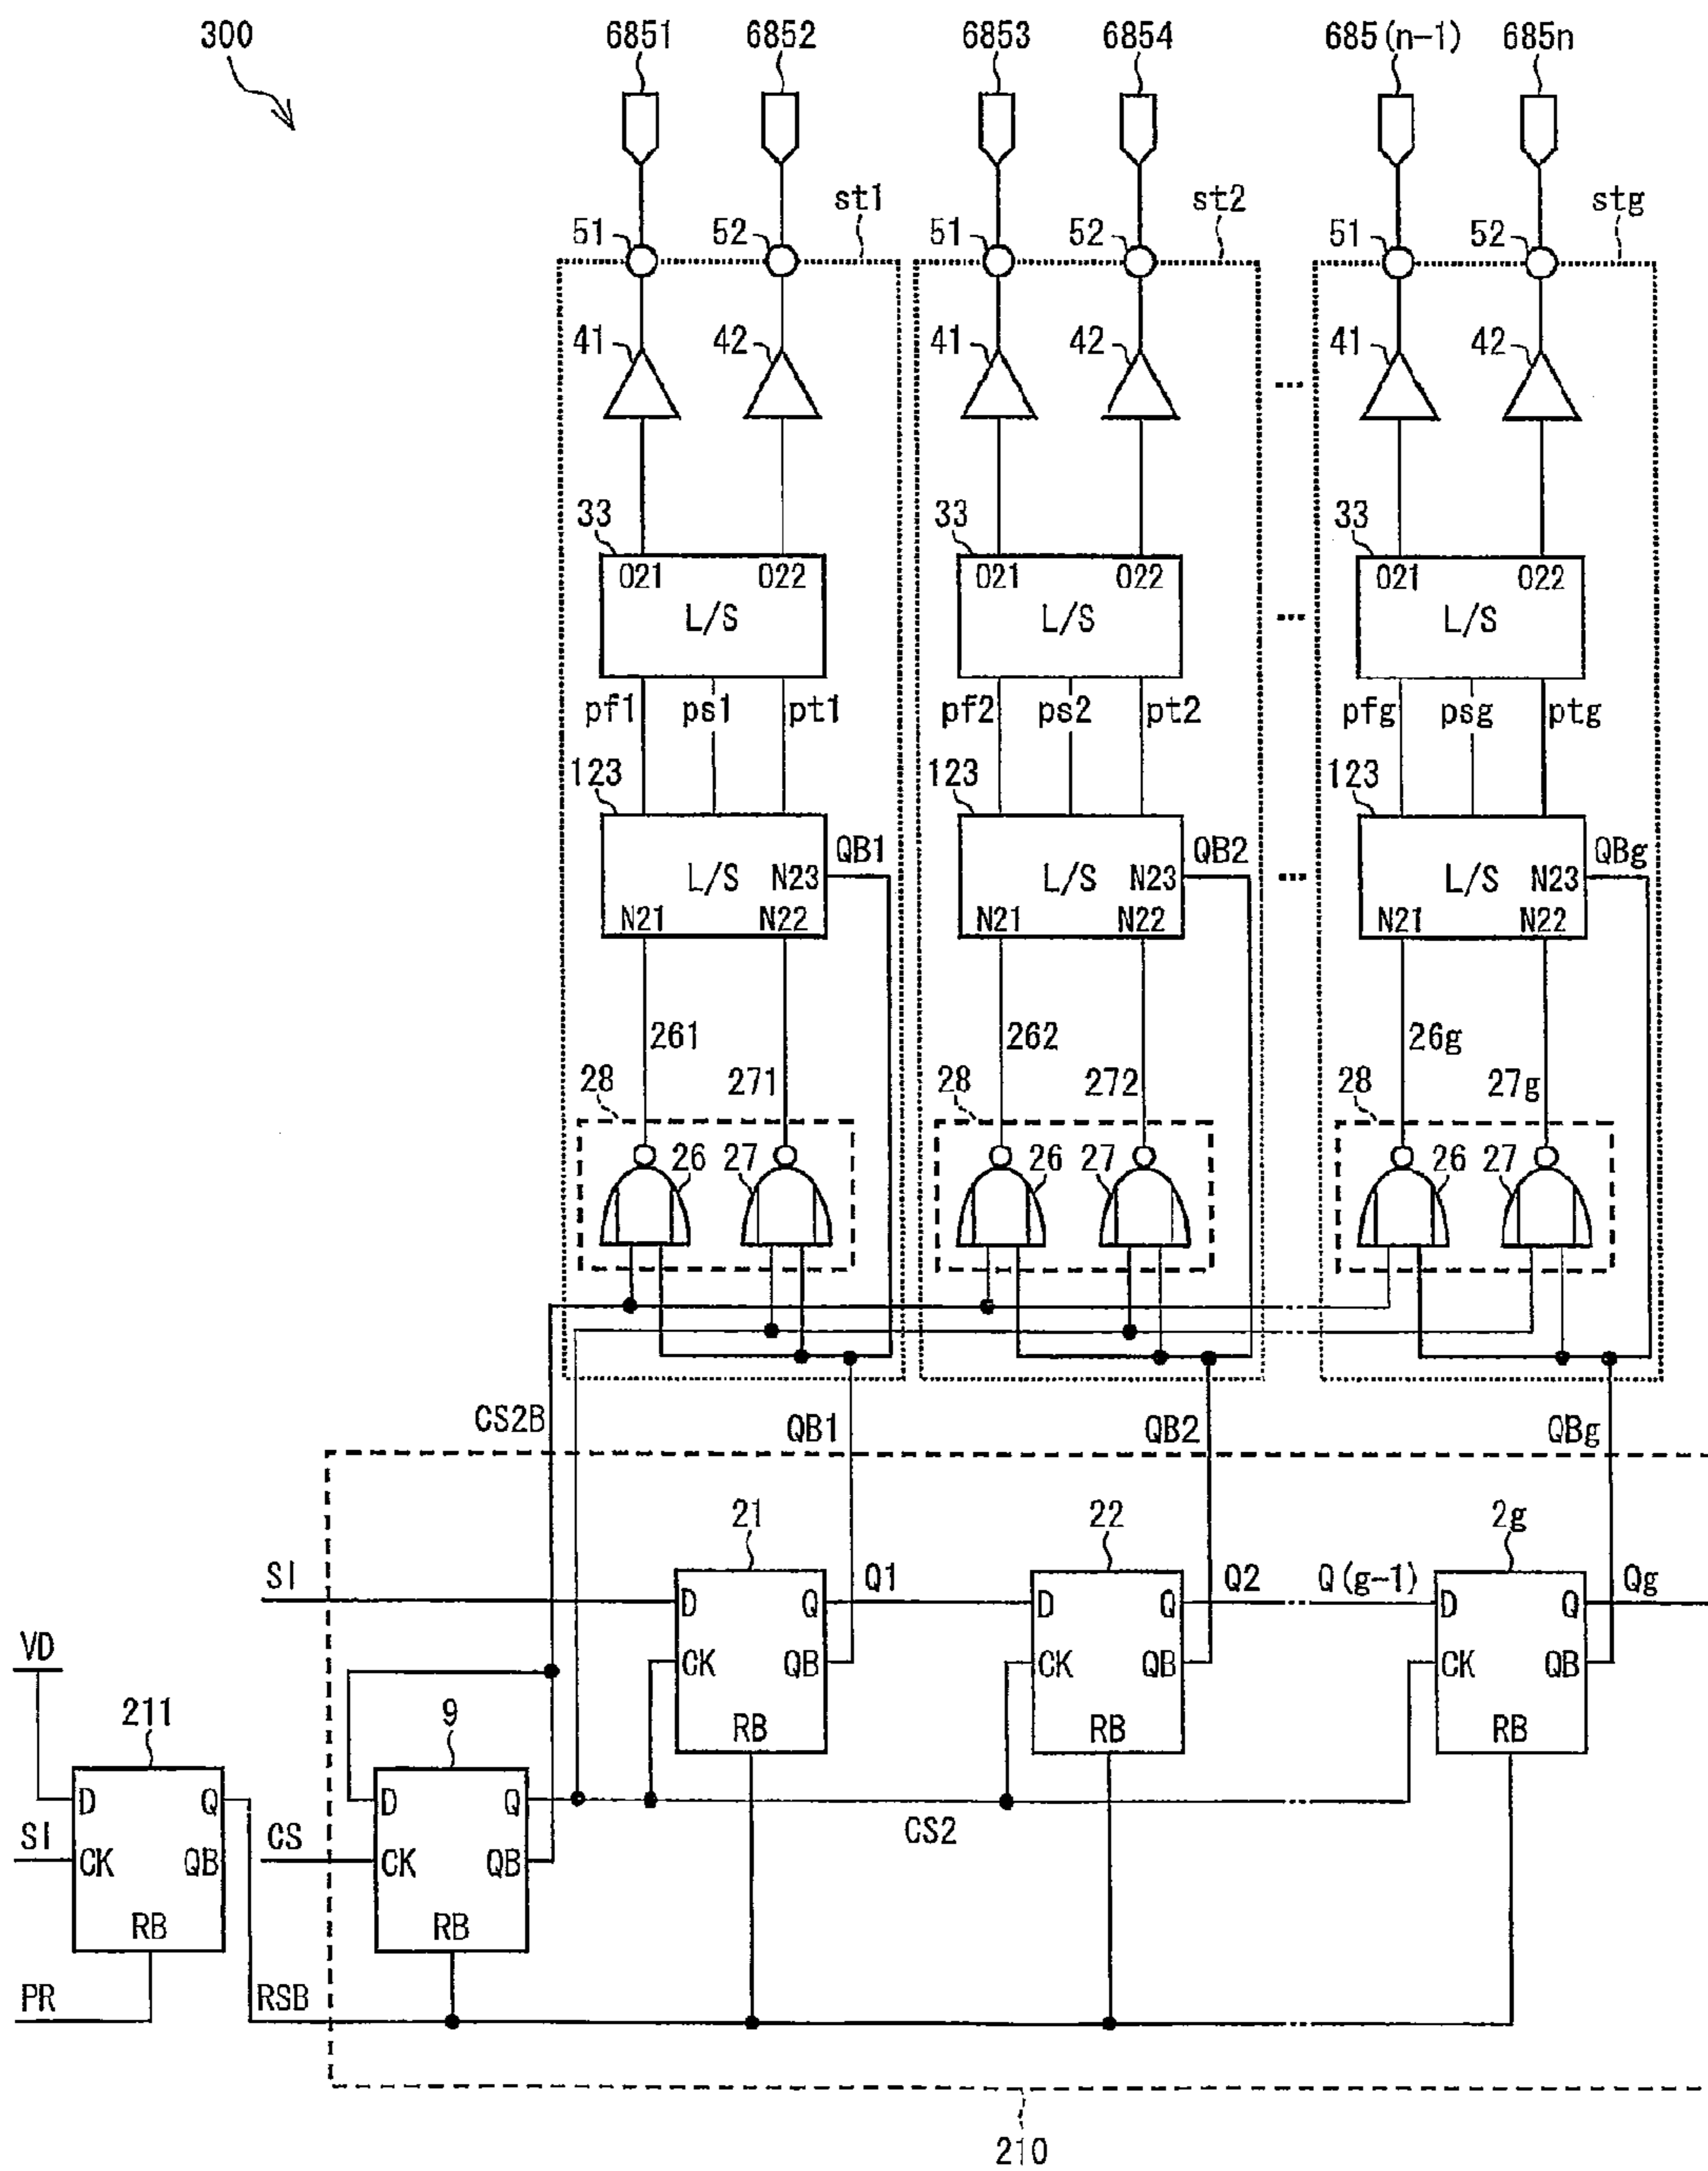 300 6851 6852 6853 6854 685(n-1) 685n
st1 st2 stg
51 52 51 52 51 52
41 42 41 42 41 42
33 33 33
O21 O22 O21 O22 O21 O22
L/S L/S L/S
pf1 ps1 pt1 pf2 ps2 pt2 pfg psg ptg
123 123 123
QB1 QB2 QBg
L/S N23 L/S N23 L/S N23
N21 N22 N21 N22 N21 N22
261 262 26g
28 271 28 272 28 27g
26 27 26 27 26 27
CS2B QB1 QB2 QBg
21 22 2g
SI Q1 Q2 Q(g-1) Qg
D Q D Q D Q
VD CK QB CK QB CK QB
211 9 RB RB RB
D Q D Q
SI CS CS2
CK QB CK QB
RB RB
PR RSB
210